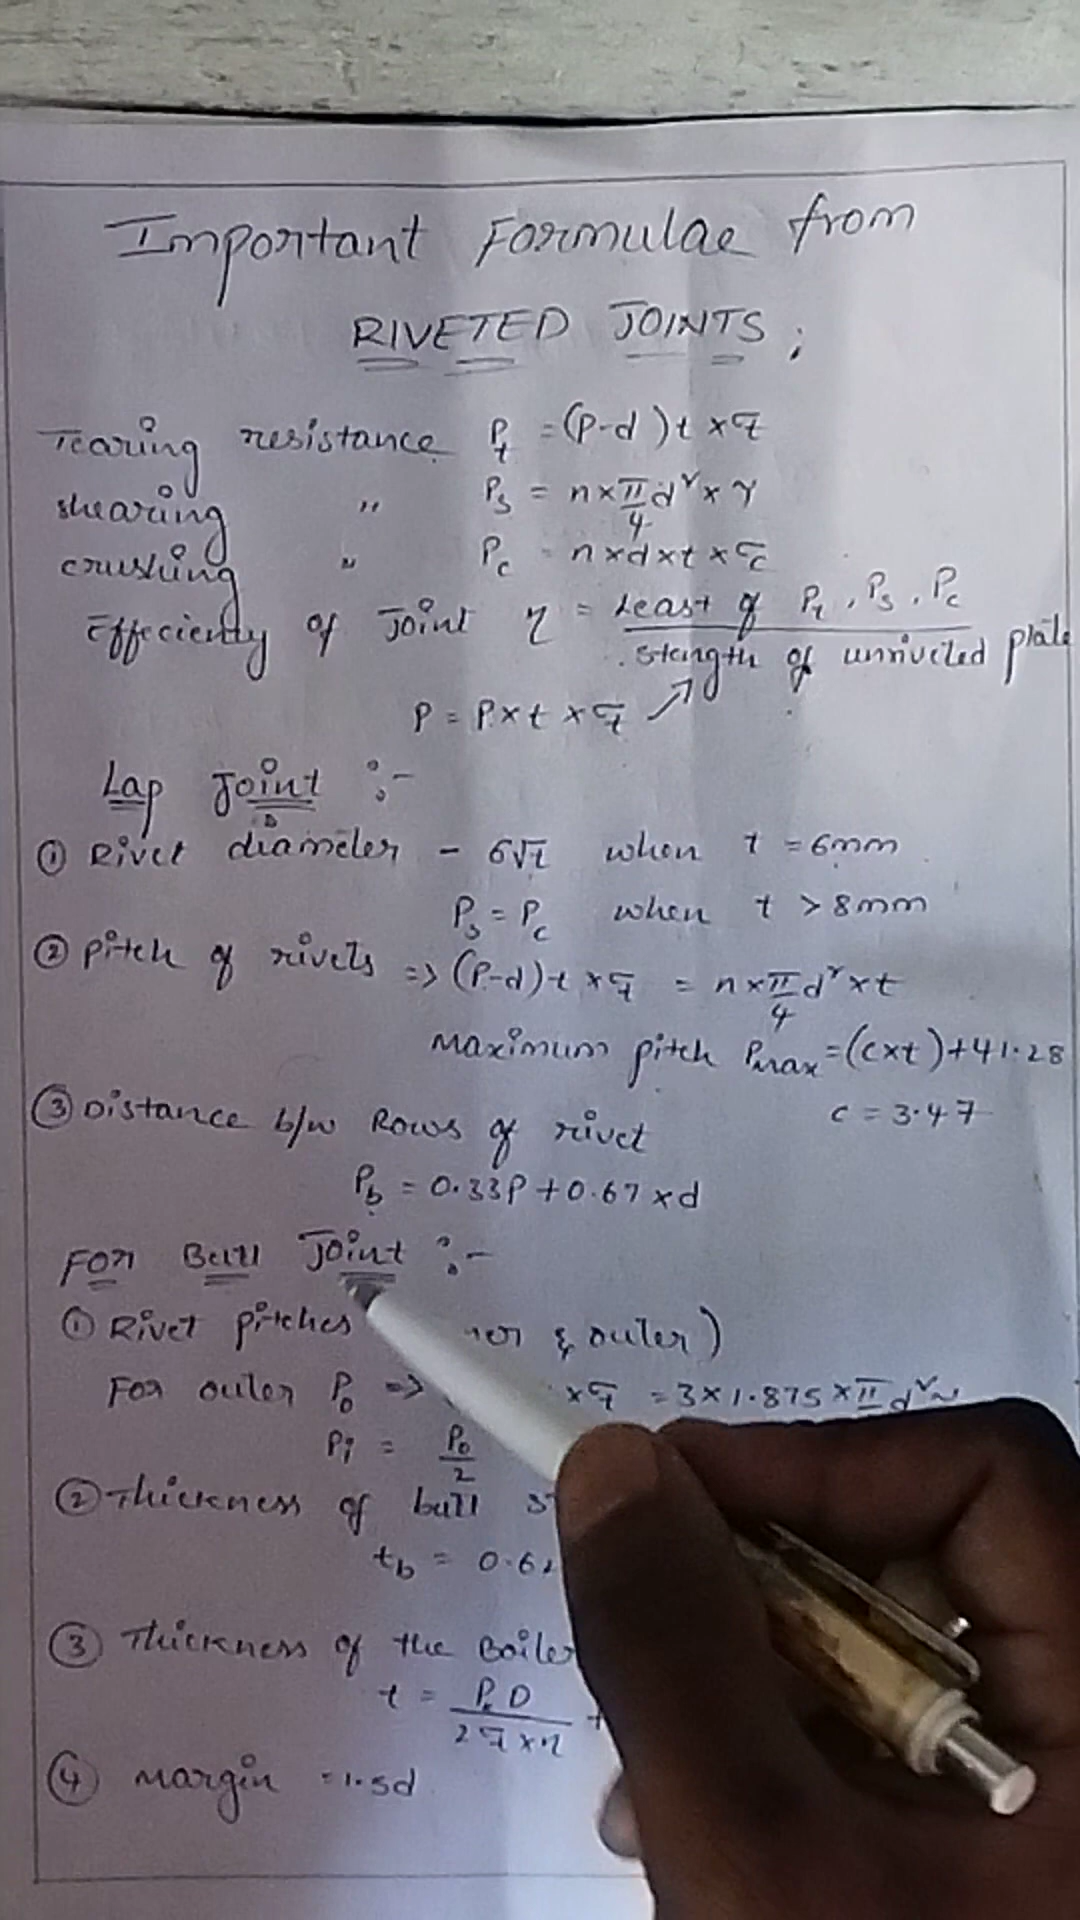 Important Formulae from
RIVETED JOINTS;
Tearing resistance Pt = (P-d)t×σt
shearing " Ps = n×π/4 d²×τ
crushing " Pc = n×d×t×σc
Effeciency of Joint η = Least of Pt, Ps, Pc / Stength of unriveted plate
P = P×t×σt
Lap Joint :-
① Rivet diameter - 6√t when t = 6mm
Ps = Pc when t > 8mm
② pitch of rivets => (P-d)t×σt = n×π/4 d²×t
Maximum pitch Pmax = (c×t)+41.28
c = 3.47
③ Distance b/w Rows of rivet
Pb = 0.33P+0.67×d
For Butt Joint :-
① Rivet pitches & outer)
For outer Po => ×σt = 3×1.875×π d²
Pi = Po/2
② Thickness of butt
tb = 0.6
③ Thickness of the Boiler
t = P.D / 2σt×η +
④ margin = 1.5d